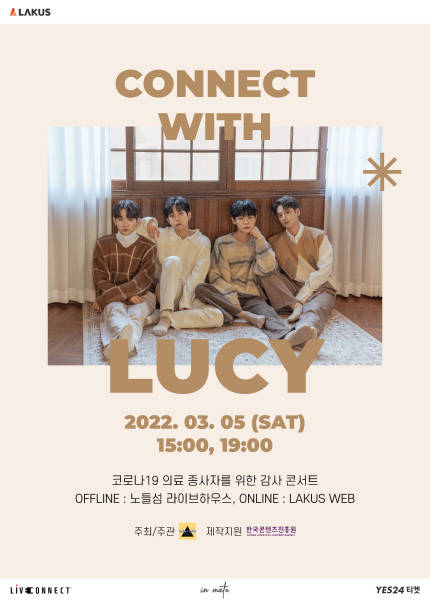 LAKUS
CONNECT
WITH
LUCY
2022. 03. 05 (SAT)
15:00, 19:00
코로나19 의료 종사자를 위한 감사 콘서트
OFFLINE : 노들섬 라이브하우스, ONLINE : LAKUS WEB
주최/주관 제작지원 한국콘텐츠진흥원
LIVECONNECT in mate YES24 티켓